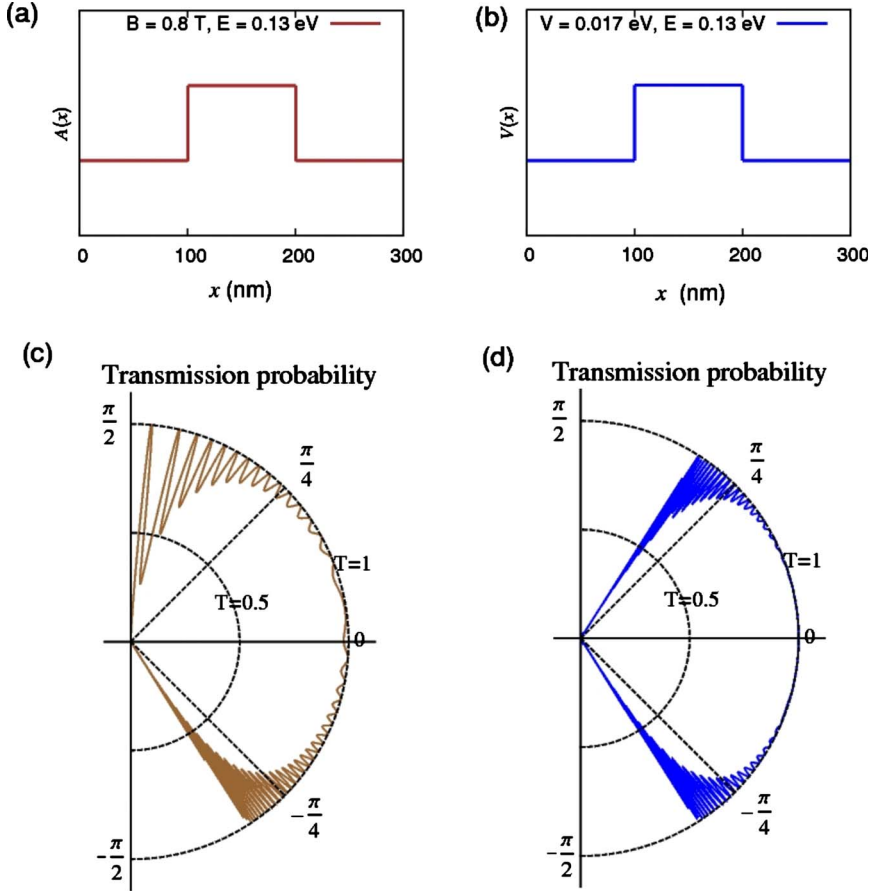 (a)
B = 0.8 T, E = 0.13 eV
A(x)
0 100 200 300
x (nm)
(b)
V = 0.017 eV, E = 0.13 eV
V(x)
0 100 200 300
x (nm)
(c)
Transmission probability
π/2
π/4
T=1
T=0.5
0
-π/4
-π/2
(d)
Transmission probability
π/2
π/4
T=1
T=0.5
0
-π/4
-π/2